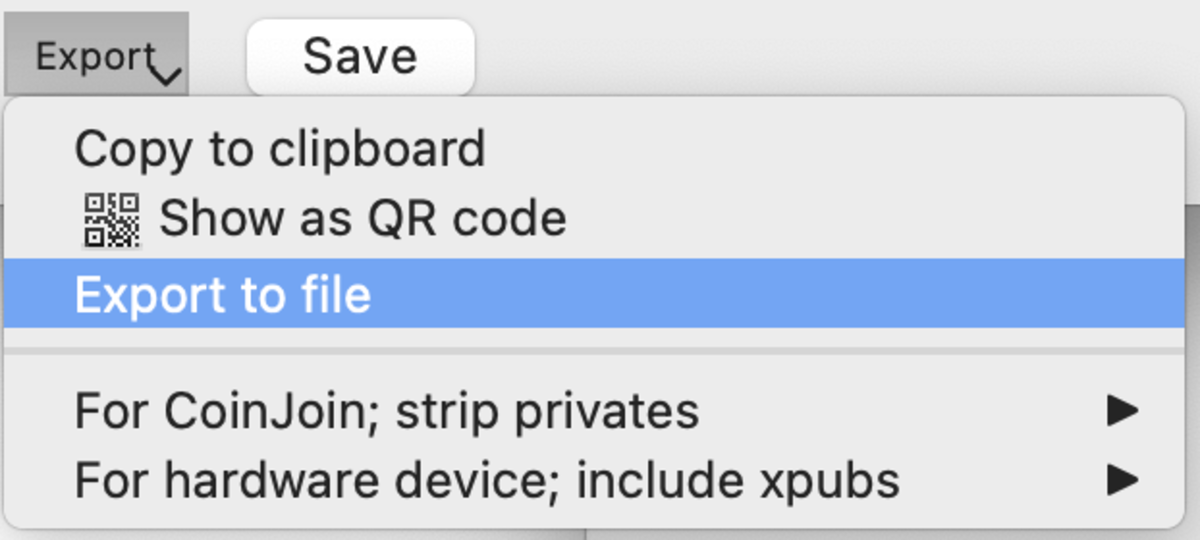 Export
Save
Copy to clipboard
Show as QR code
Export to file
For CoinJoin; strip privates
For hardware device; include xpubs